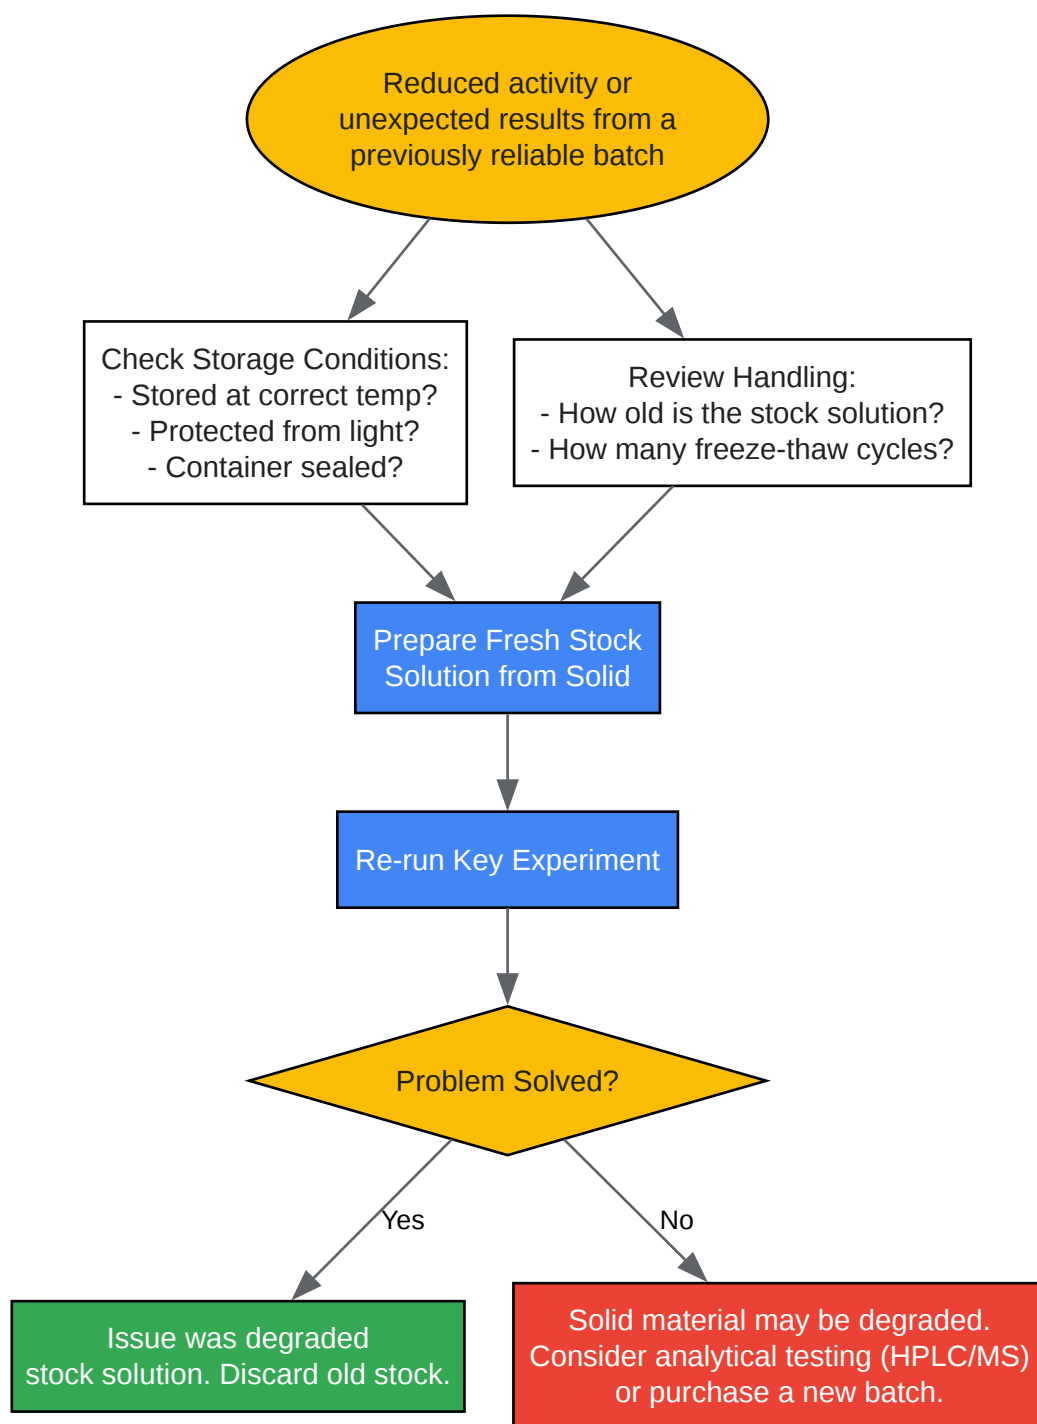 Reduced activity or
unexpected results from a
previously reliable batch
Check Storage Conditions:
- Stored at correct temp?
- Protected from light?
- Container sealed?
Review Handling:
- How old is the stock solution?
- How many freeze-thaw cycles?
Prepare Fresh Stock
Solution from Solid
Re-run Key Experiment
Problem Solved?
Yes
No
Issue was degraded
stock solution. Discard old stock.
Solid material may be degraded.
Consider analytical testing (HPLC/MS)
or purchase a new batch.